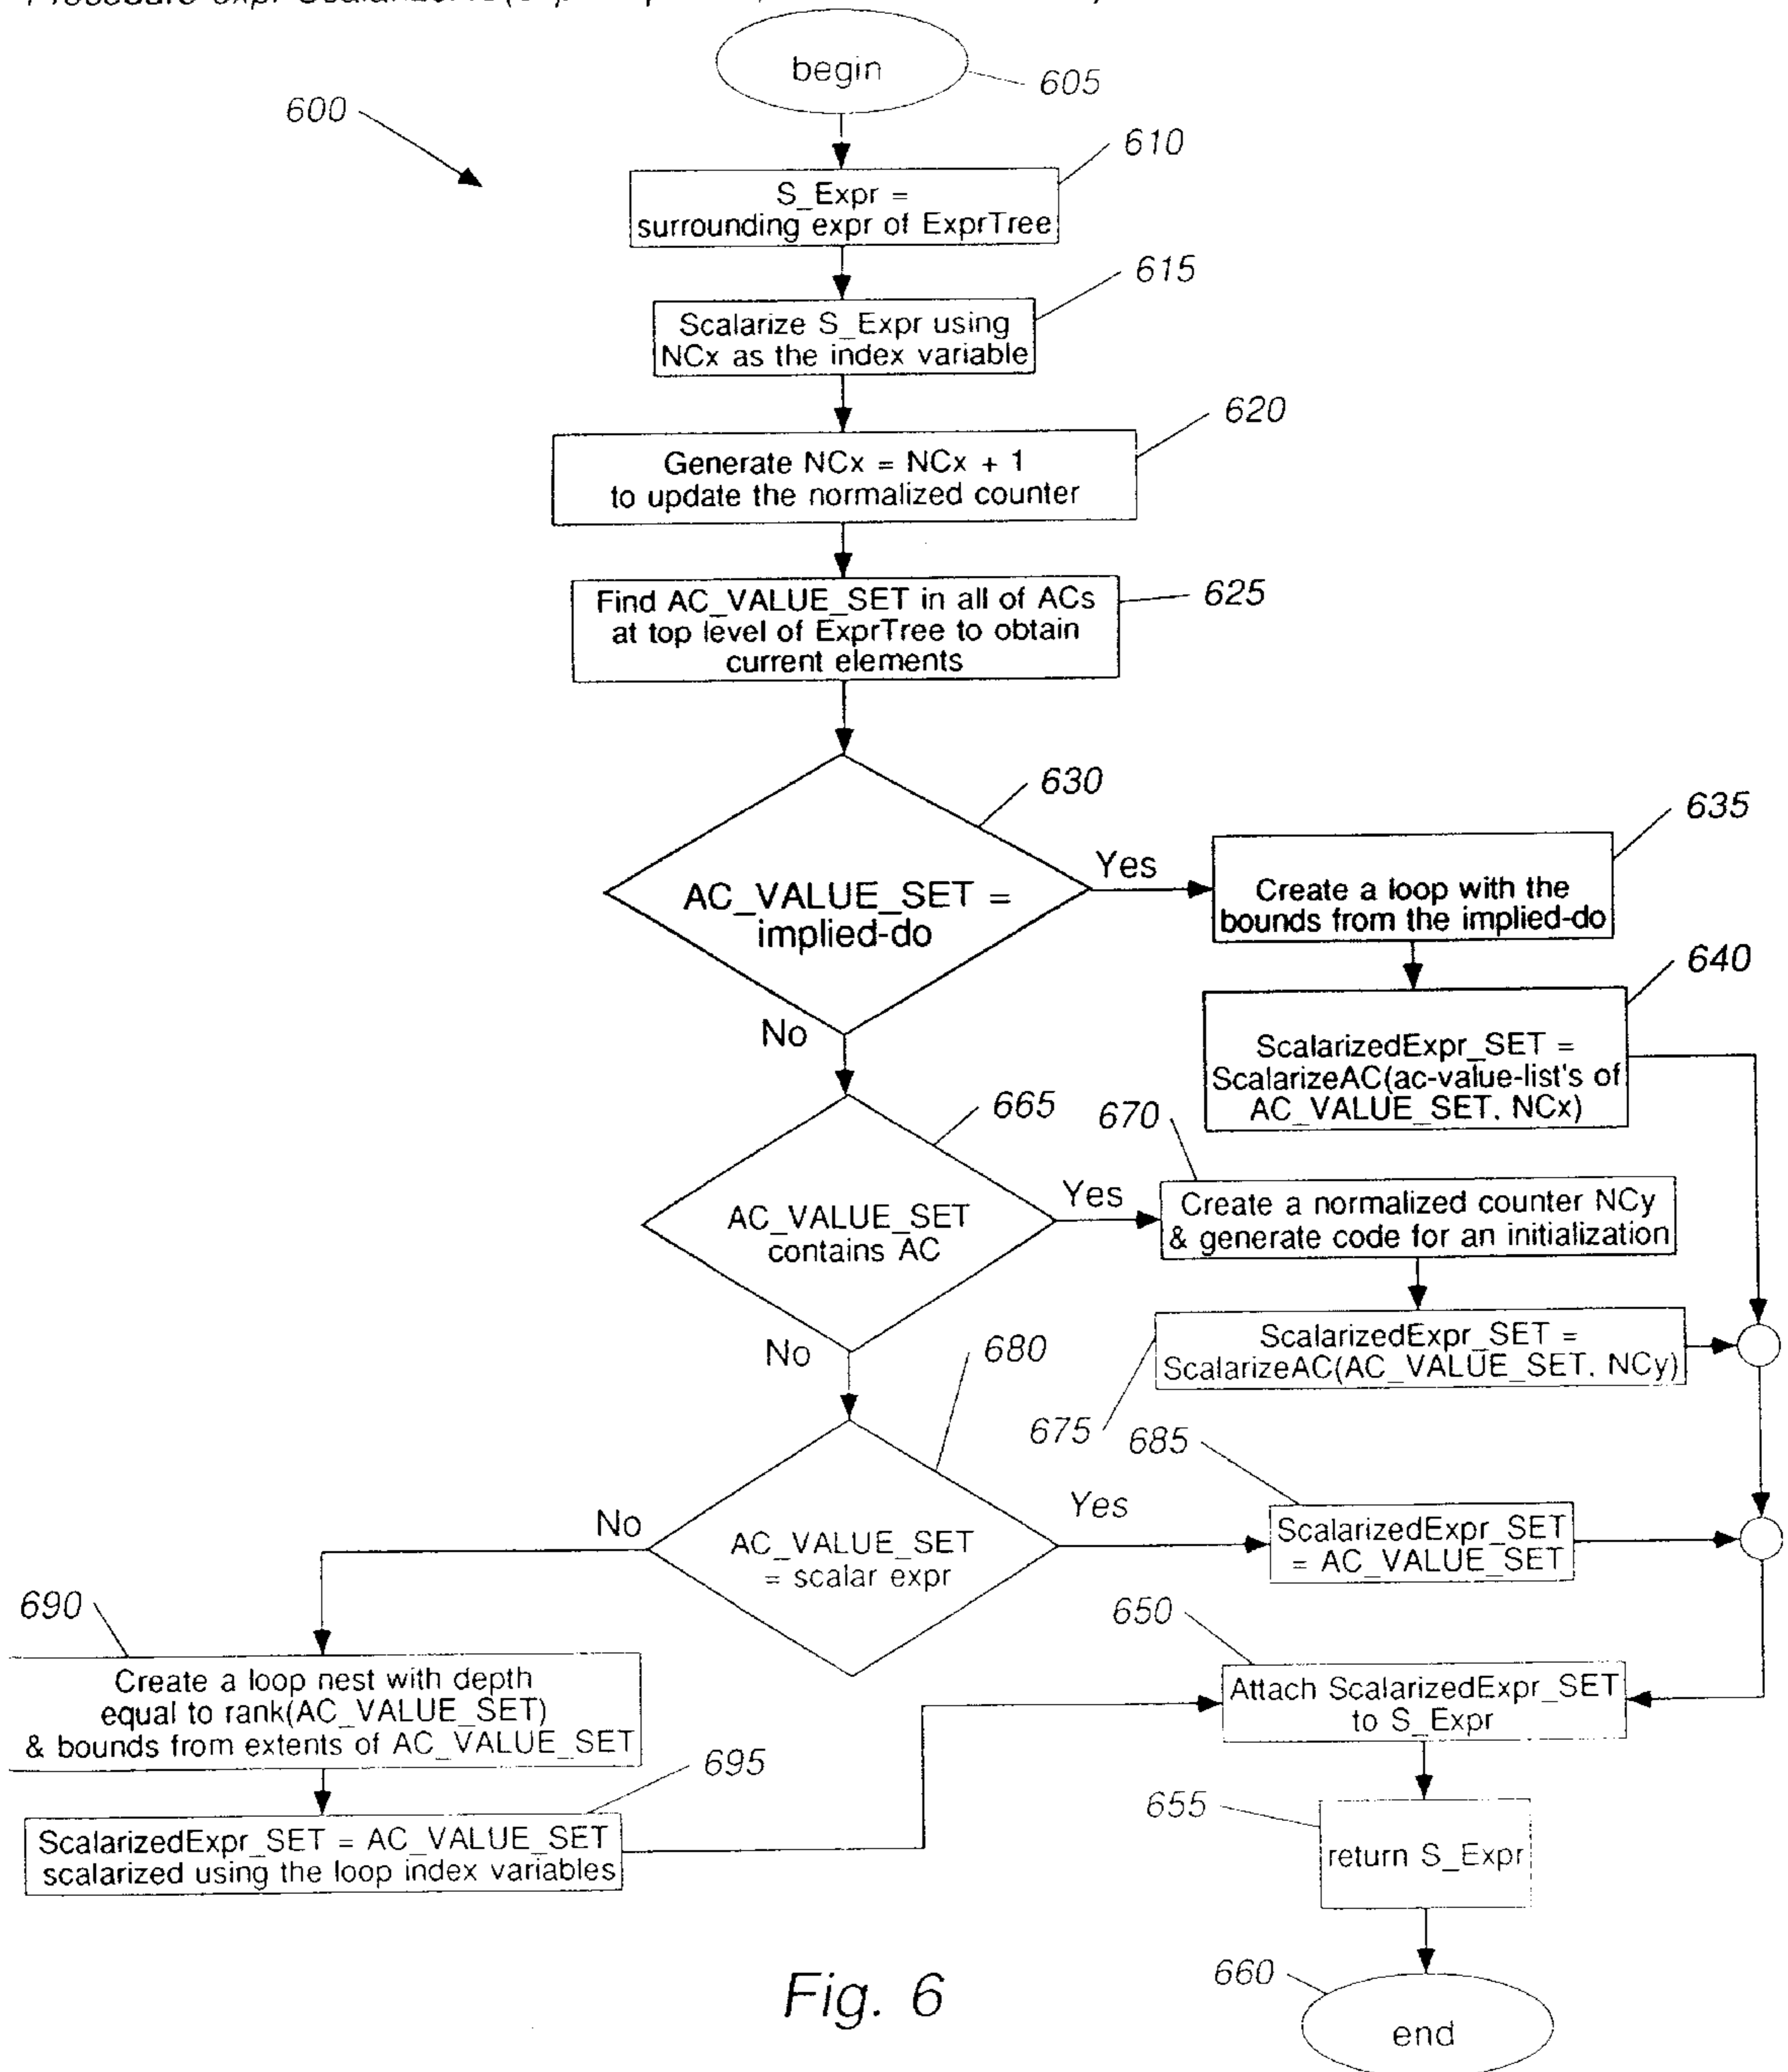 begin
605
600
610
S_Expr =
surrounding expr of ExprTree
615
Scalarize S_Expr using
NCx as the index variable
620
Generate NCx = NCx + 1
to update the normalized counter
625
Find AC_VALUE_SET in all of ACs
at top level of ExprTree to obtain
current elements
630
AC_VALUE_SET =
implied-do
Yes
635
Create a loop with the
bounds from the implied-do
640
ScalarizedExpr_SET =
ScalarizeAC(ac-value-list's of
AC_VALUE_SET, NCx)
No
665
AC_VALUE_SET
contains AC
Yes
670
Create a normalized counter NCy
& generate code for an initialization
ScalarizedExpr_SET =
ScalarizeAC(AC_VALUE_SET, NCy)
675
No
680
AC_VALUE_SET
= scalar expr
Yes
685
ScalarizedExpr_SET
= AC_VALUE_SET
No
690
Create a loop nest with depth
equal to rank(AC_VALUE_SET)
& bounds from extents of AC_VALUE_SET
695
ScalarizedExpr_SET = AC_VALUE_SET
scalarized using the loop index variables
650
Attach ScalarizedExpr_SET
to S_Expr
655
return S_Expr
660
end
Fig. 6